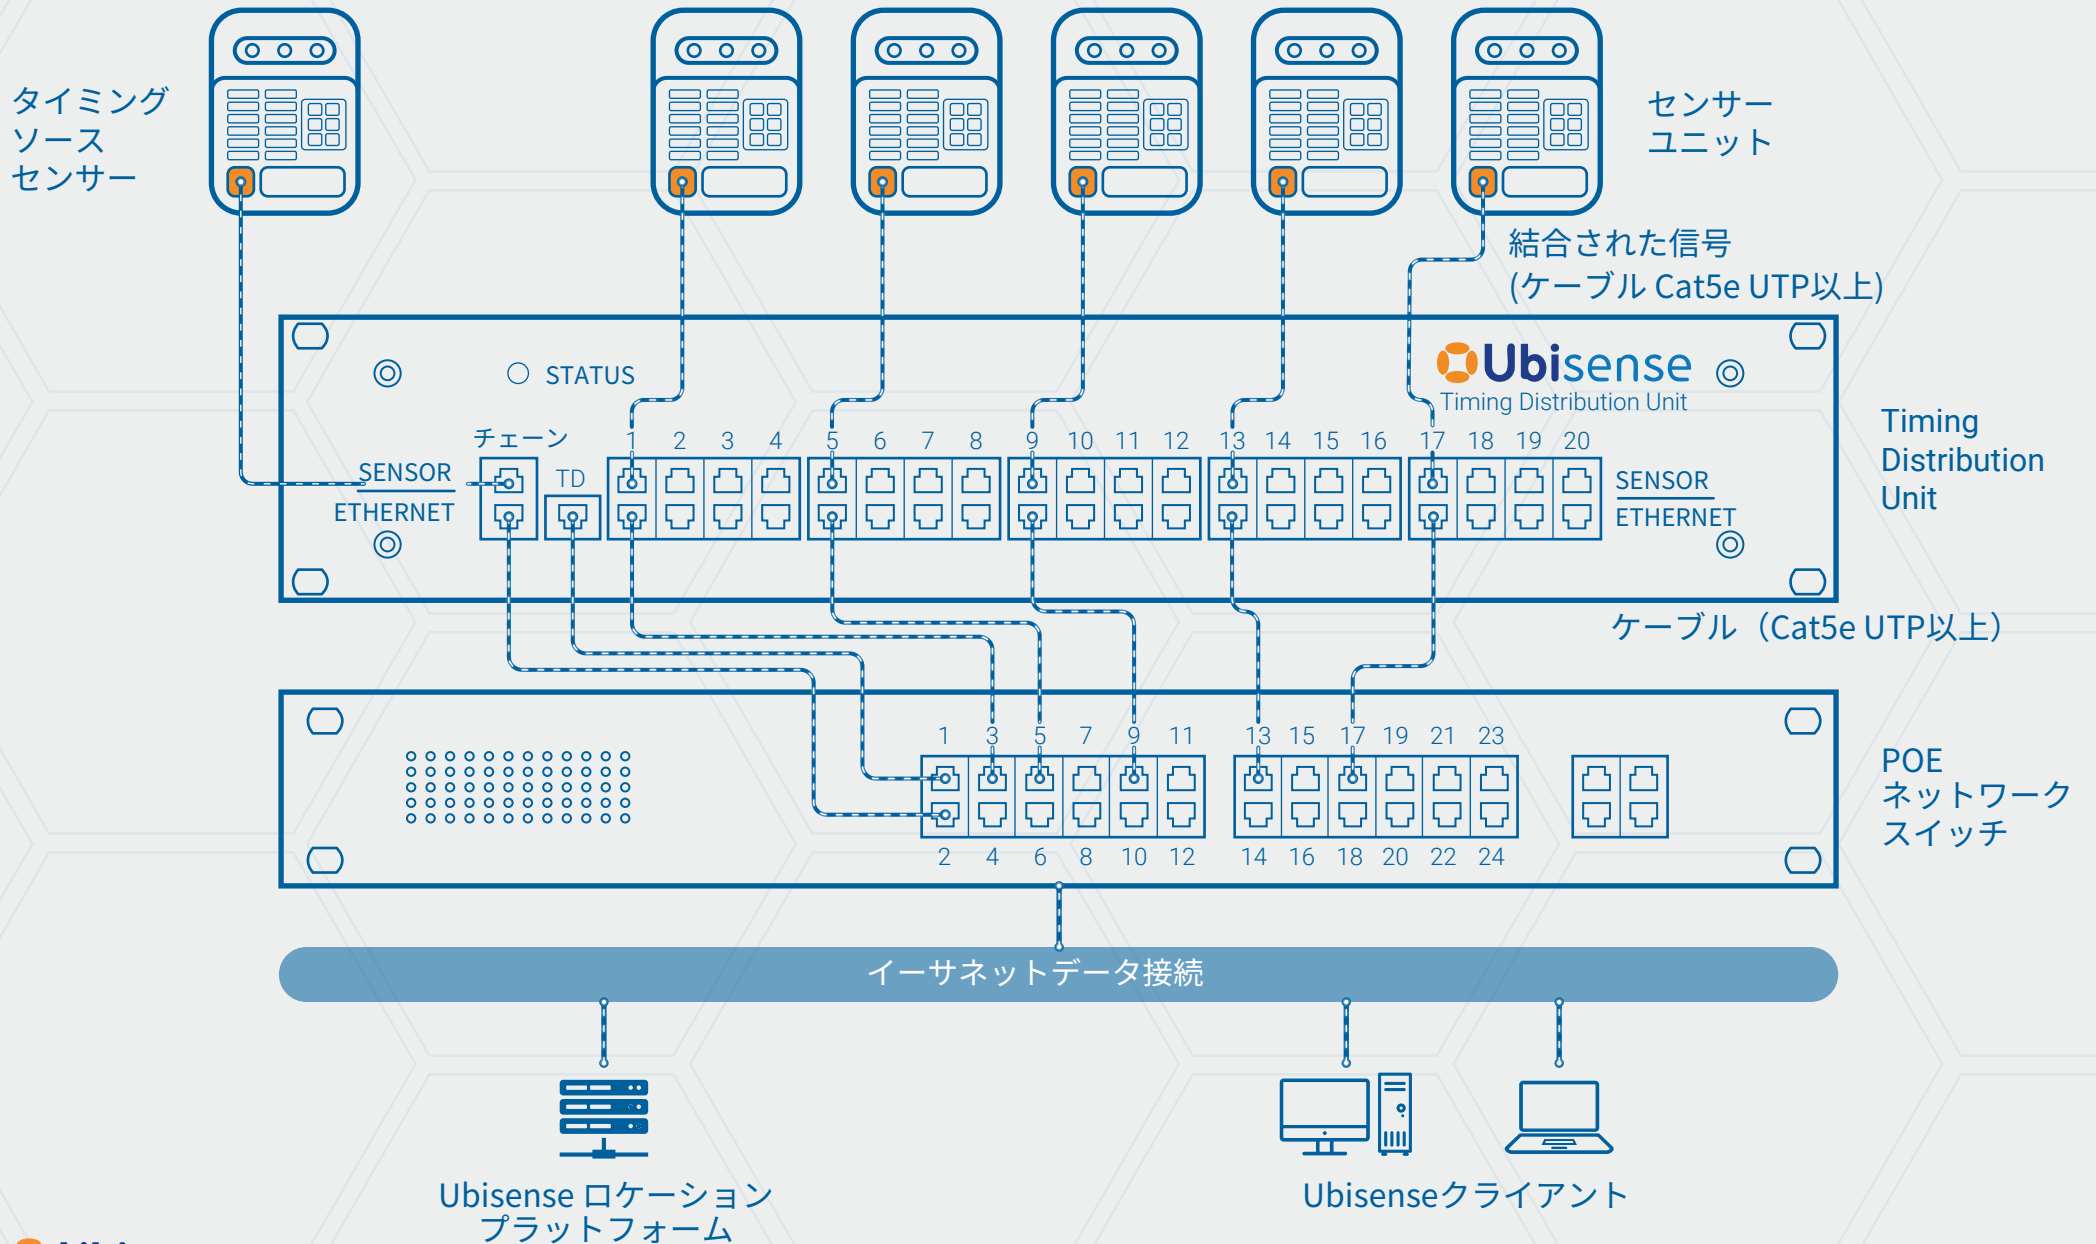 タイミング
ソース
センサー
センサー
ユニット
結合された信号
(ケーブル Cat5e UTP以上)
STATUS
Ubisense
Timing Distribution Unit
チェーン
1 2 3 4 5 6 7 8 9 10 11 12 13 14 15 16 17 18 19 20
SENSOR
ETHERNET
TD
SENSOR
ETHERNET
Timing
Distribution
Unit
ケーブル（Cat5e UTP以上）
1 3 5 7 9 11 13 15 17 19 21 23
2 4 6 8 10 12 14 16 18 20 22 24
POE
ネットワーク
スイッチ
イーサネットデータ接続
Ubisense ロケーション
プラットフォーム
Ubisenseクライアント